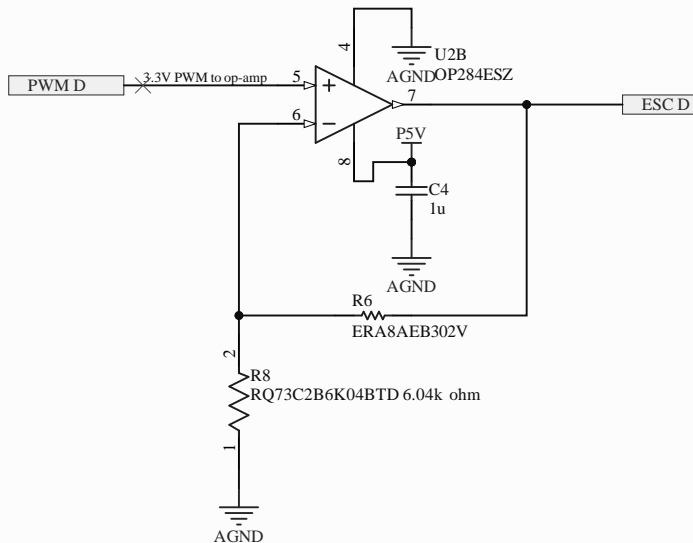 4
U2B
AGND
OP284ESZ
PWM D
3.3V PWM to op-amp
5
7
ESC D
6
8
P5V
C4
1u
AGND
R6
ERA8AEB302V
2
R8
RQ73C2B6K04BTD 6.04k ohm
1
AGND